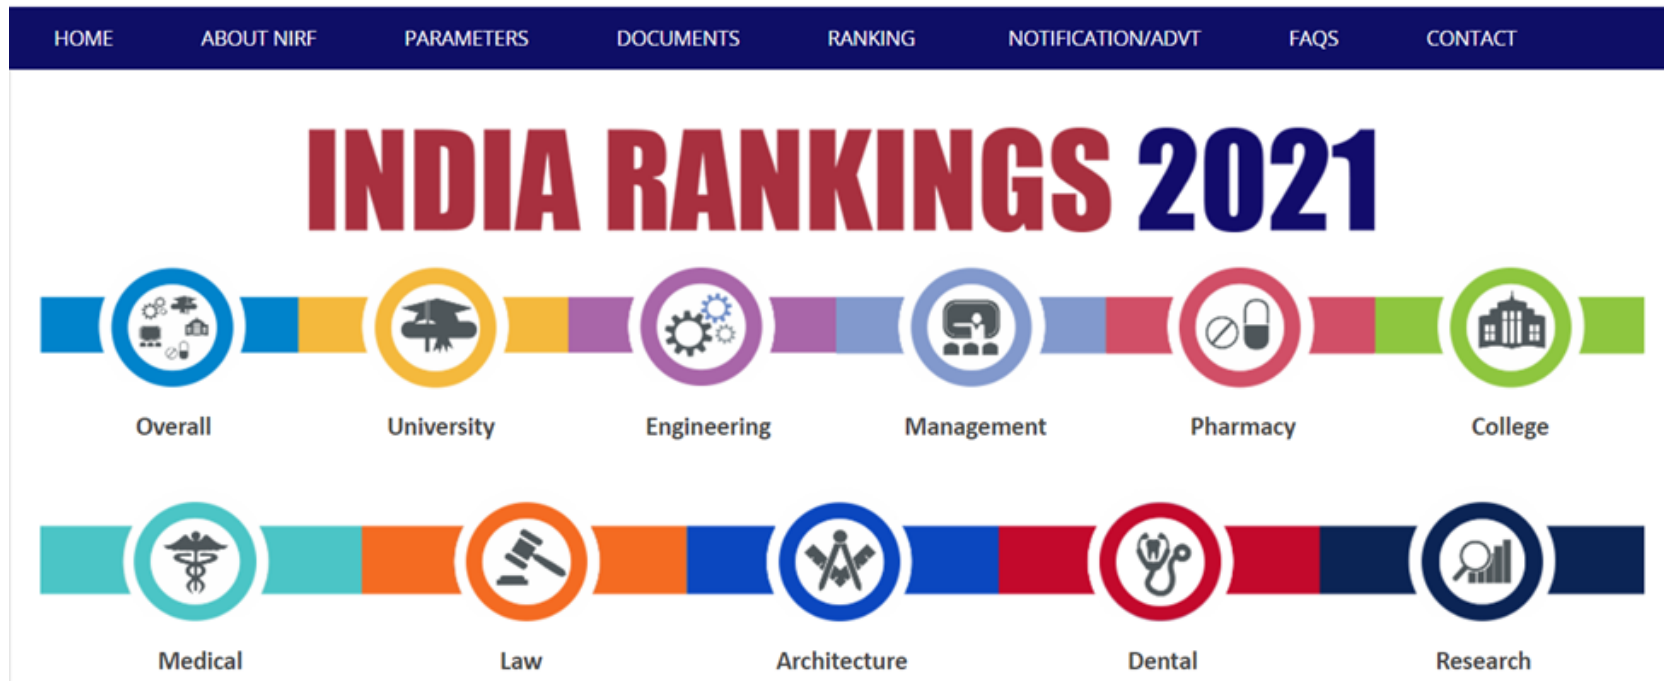 HOME ABOUT NIRF PARAMETERS DOCUMENTS RANKING NOTIFICATION/ADVT FAQS CONTACT
INDIA RANKINGS 2021
Overall University Engineering Management Pharmacy College
Medical Law Architecture Dental Research